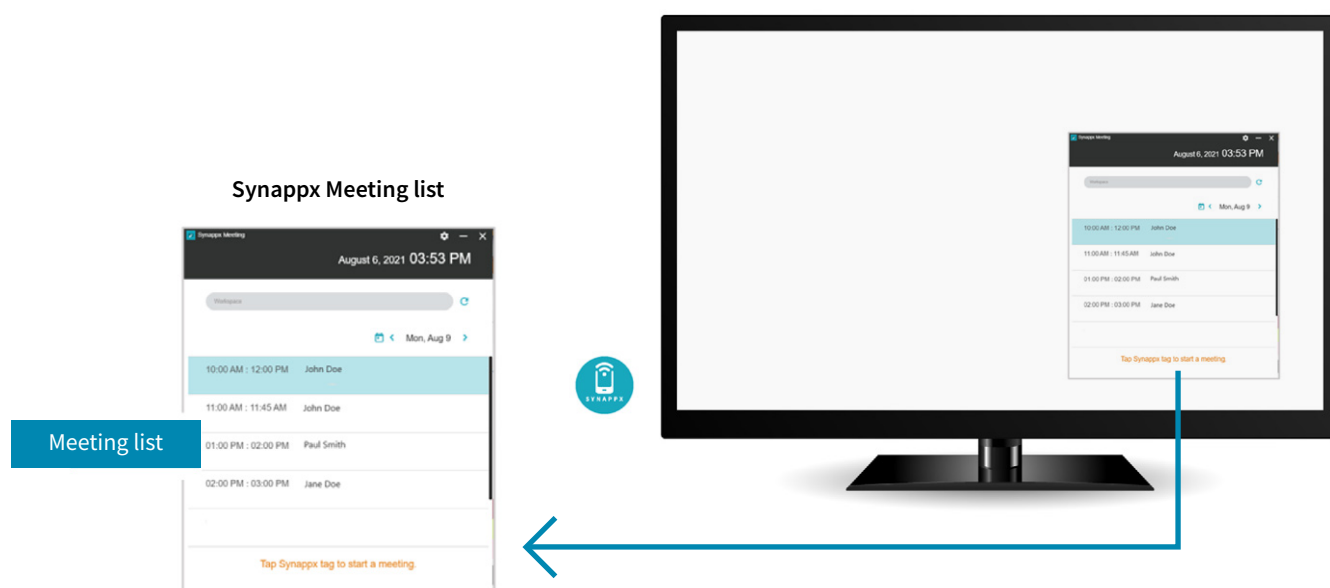 Synappx Meeting list
Synappx Meeting
August 6, 2021 03:53 PM
Workspace
Mon, Aug 9
10:00 AM : 12:00 PM John Doe
11:00 AM : 11:45 AM John Doe
01:00 PM : 02:00 PM Paul Smith
02:00 PM : 03:00 PM Jane Doe
Tap Synappx tag to start a meeting.
Meeting list
SYNAPPX
Synappx Meeting
August 6, 2021 03:53 PM
Workspace
Mon, Aug 9
10:00 AM : 12:00 PM John Doe
11:00 AM : 11:45 AM John Doe
01:00 PM : 02:00 PM Paul Smith
02:00 PM : 03:00 PM Jane Doe
Tap Synappx tag to start a meeting.